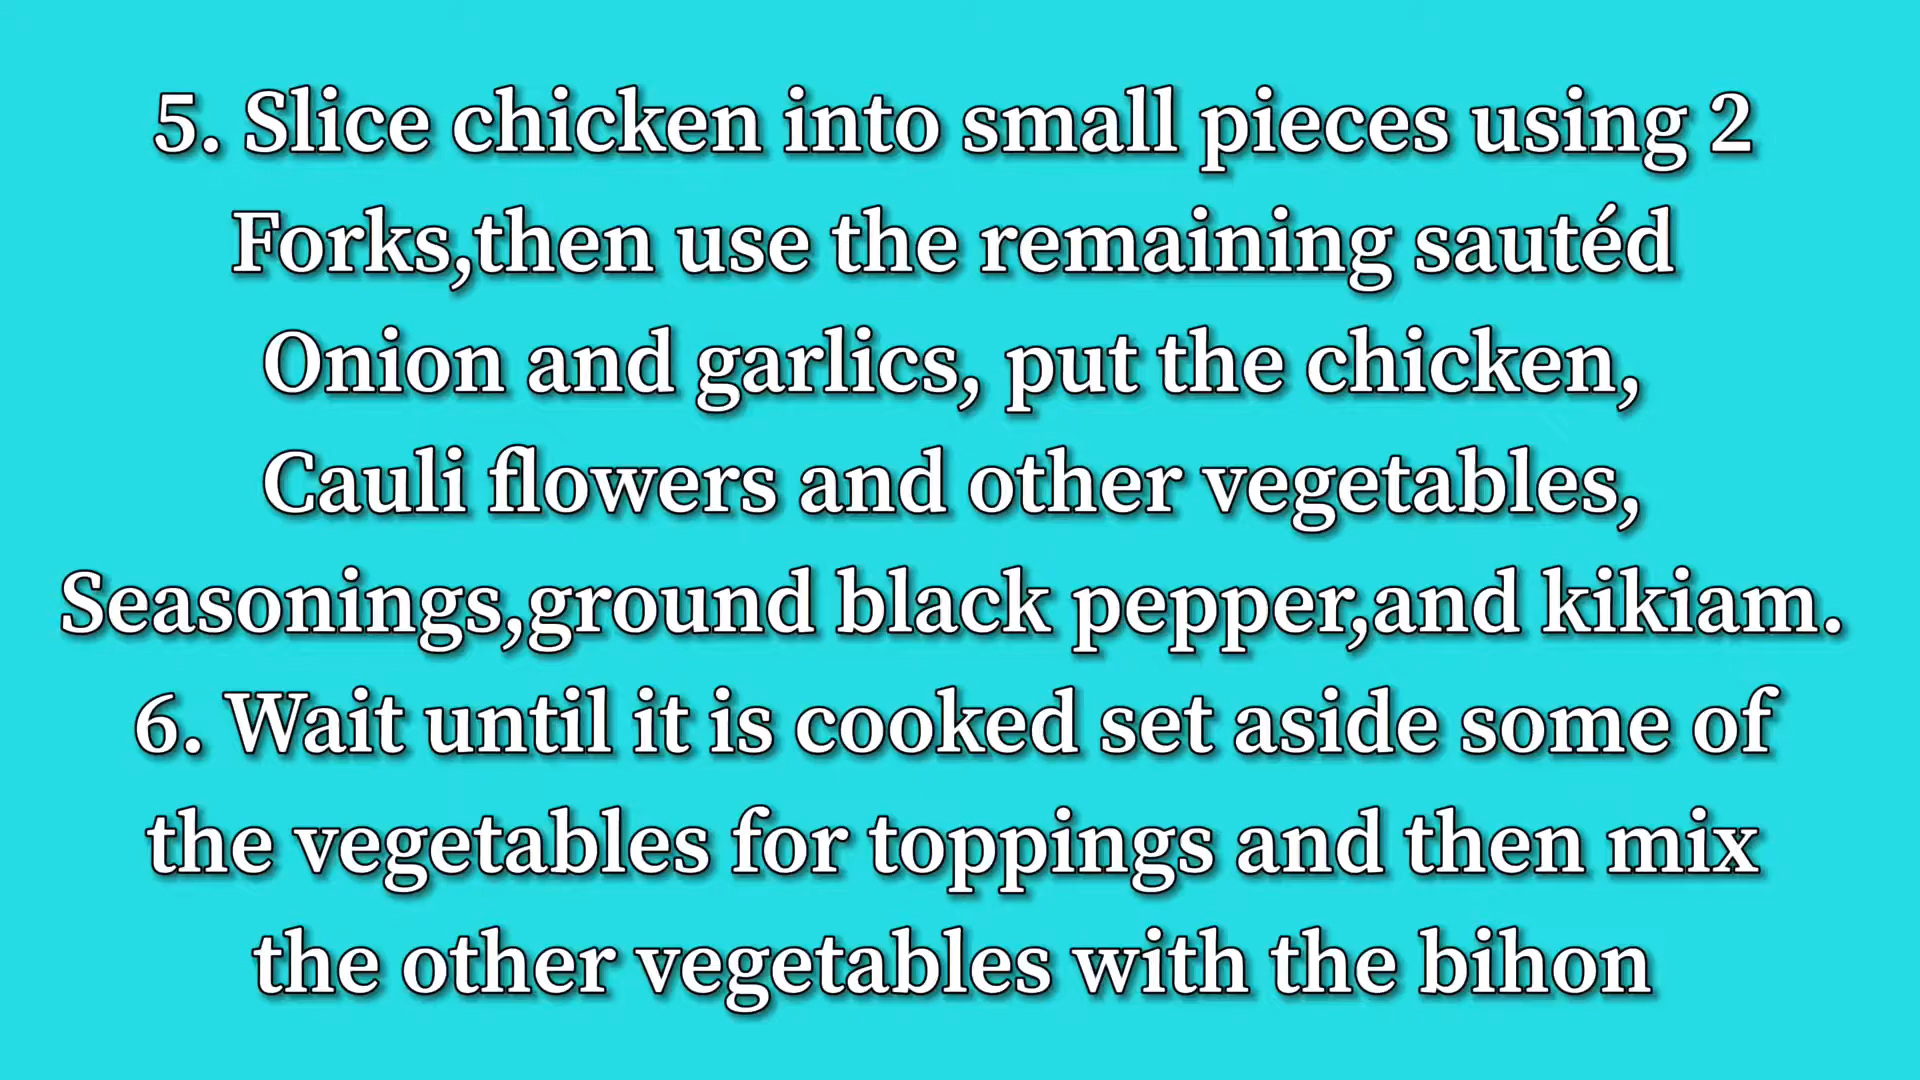 5. Slice chicken into small pieces using 2
Forks,then use the remaining sautéd
Onion and garlics, put the chicken,
Cauli flowers and other vegetables,
Seasonings,ground black pepper,and kikiam.
6. Wait until it is cooked set aside some of
the vegetables for toppings and then mix
the other vegetables with the bihon